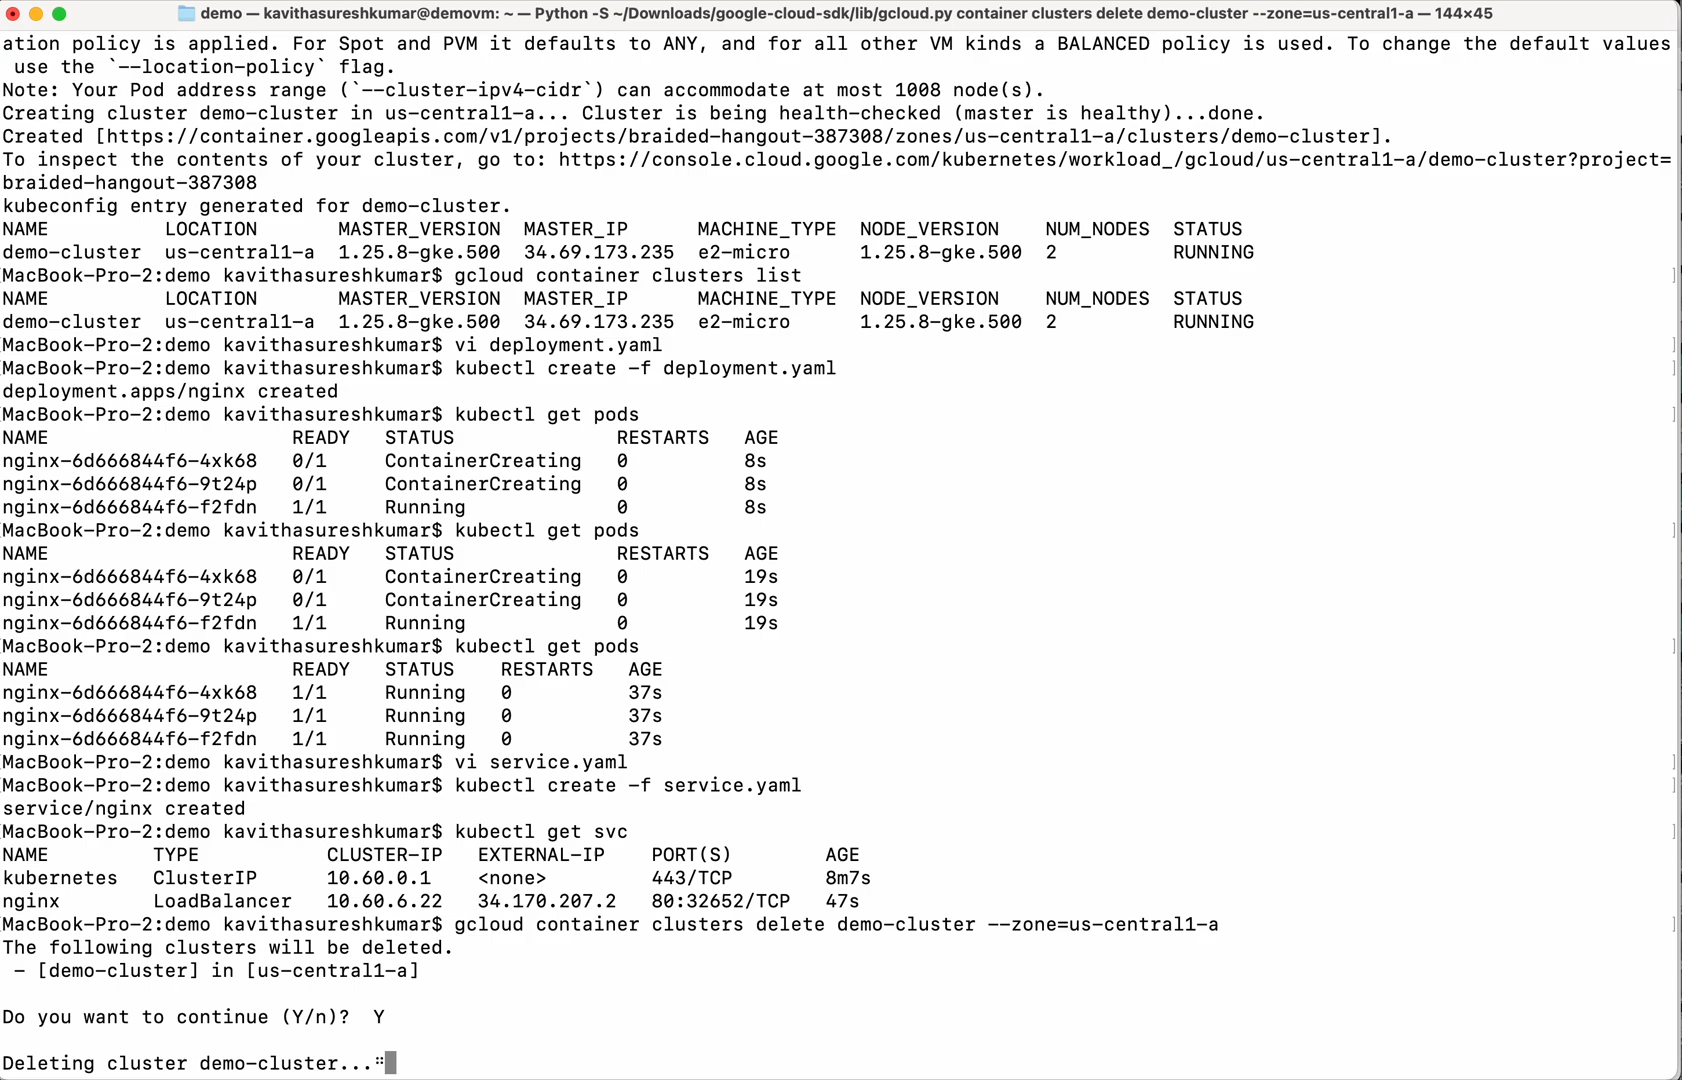 demo — kavithasureshkumar@demovm: ~ — Python -S ~/Downloads/google-cloud-sdk/lib/gcloud.py container clusters delete demo-cluster --zone=us-central1-a — 144×45
ation policy is applied. For Spot and PVM it defaults to ANY, and for all other VM kinds a BALANCED policy is used. To change the default values
use the `--location-policy` flag.
Note: Your Pod address range (`--cluster-ipv4-cidr`) can accommodate at most 1008 node(s).
Creating cluster demo-cluster in us-central1-a... Cluster is being health-checked (master is healthy)...done.
Created [https://container.googleapis.com/v1/projects/braided-hangout-387308/zones/us-central1-a/clusters/demo-cluster].
To inspect the contents of your cluster, go to: https://console.cloud.google.com/kubernetes/workload_/gcloud/us-central1-a/demo-cluster?project=
braided-hangout-387308
kubeconfig entry generated for demo-cluster.
NAME          LOCATION       MASTER_VERSION  MASTER_IP      MACHINE_TYPE  NODE_VERSION    NUM_NODES  STATUS
demo-cluster  us-central1-a  1.25.8-gke.500  34.69.173.235  e2-micro      1.25.8-gke.500  2          RUNNING
[MacBook-Pro-2:demo kavithasureshkumar$ gcloud container clusters list ]
NAME          LOCATION       MASTER_VERSION  MASTER_IP      MACHINE_TYPE  NODE_VERSION    NUM_NODES  STATUS
demo-cluster  us-central1-a  1.25.8-gke.500  34.69.173.235  e2-micro      1.25.8-gke.500  2          RUNNING
[MacBook-Pro-2:demo kavithasureshkumar$ vi deployment.yaml ]
[MacBook-Pro-2:demo kavithasureshkumar$ kubectl create -f deployment.yaml ]
deployment.apps/nginx created
[MacBook-Pro-2:demo kavithasureshkumar$ kubectl get pods ]
NAME                     READY   STATUS              RESTARTS   AGE
nginx-6d666844f6-4xk68   0/1     ContainerCreating   0          8s
nginx-6d666844f6-9t24p   0/1     ContainerCreating   0          8s
nginx-6d666844f6-f2fdn   1/1     Running             0          8s
[MacBook-Pro-2:demo kavithasureshkumar$ kubectl get pods ]
NAME                     READY   STATUS              RESTARTS   AGE
nginx-6d666844f6-4xk68   0/1     ContainerCreating   0          19s
nginx-6d666844f6-9t24p   0/1     ContainerCreating   0          19s
nginx-6d666844f6-f2fdn   1/1     Running             0          19s
[MacBook-Pro-2:demo kavithasureshkumar$ kubectl get pods ]
NAME                     READY   STATUS    RESTARTS   AGE
nginx-6d666844f6-4xk68   1/1     Running   0          37s
nginx-6d666844f6-9t24p   1/1     Running   0          37s
nginx-6d666844f6-f2fdn   1/1     Running   0          37s
[MacBook-Pro-2:demo kavithasureshkumar$ vi service.yaml ]
[MacBook-Pro-2:demo kavithasureshkumar$ kubectl create -f service.yaml ]
service/nginx created
[MacBook-Pro-2:demo kavithasureshkumar$ kubectl get svc ]
NAME         TYPE           CLUSTER-IP   EXTERNAL-IP    PORT(S)        AGE
kubernetes   ClusterIP      10.60.0.1    <none>         443/TCP        8m7s
nginx        LoadBalancer   10.60.6.22   34.170.207.2   80:32652/TCP   47s
[MacBook-Pro-2:demo kavithasureshkumar$ gcloud container clusters delete demo-cluster --zone=us-central1-a ]
The following clusters will be deleted.
 - [demo-cluster] in [us-central1-a]
Do you want to continue (Y/n)?  Y
Deleting cluster demo-cluster...⠛